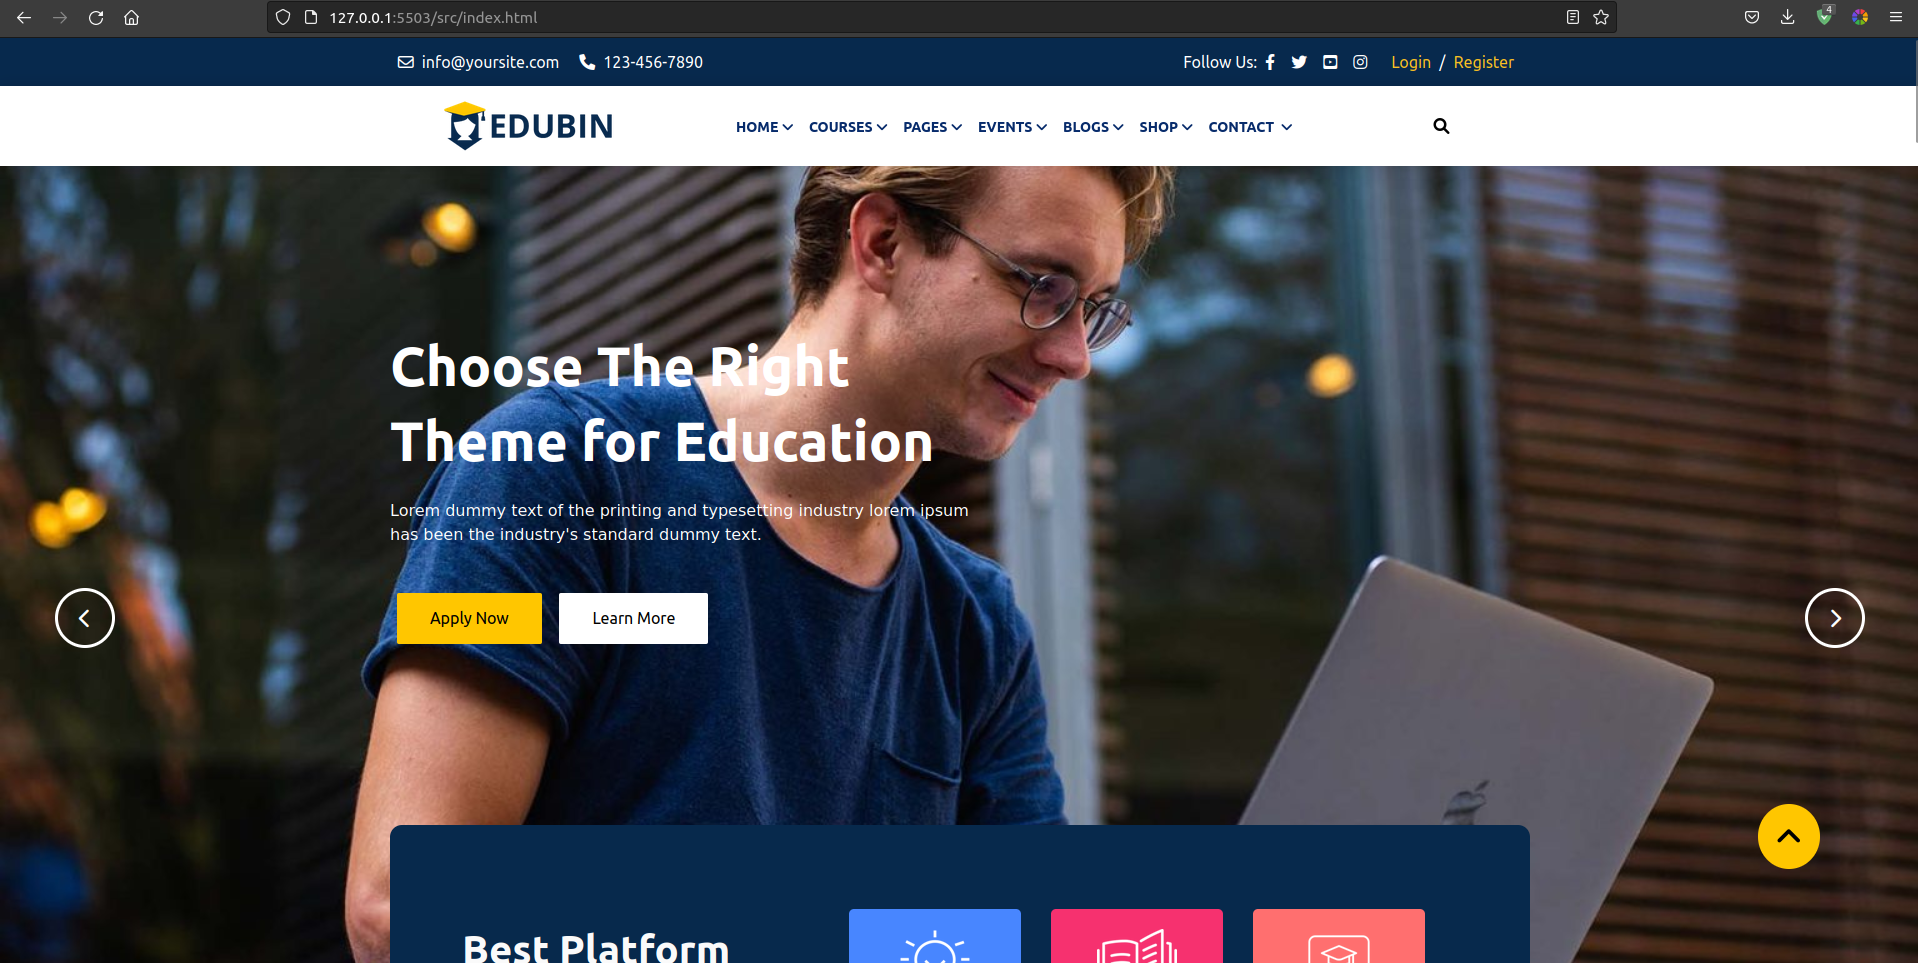 127.0.0.1:5503/src/index.html
4
info@yoursite.com 123-456-7890 Follow Us: Login / Register
EDUBIN HOME COURSES PAGES EVENTS BLOGS SHOP CONTACT
Choose The Right
Theme for Education
Lorem dummy text of the printing and typesetting industry lorem ipsum
has been the industry's standard dummy text.
Apply Now Learn More
Best Platform